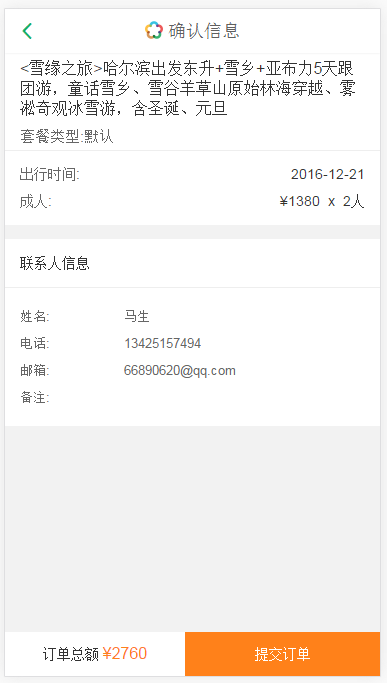 确认信息
<雪缘之旅>哈尔滨出发东升+雪乡+亚布力5天跟
团游，童话雪乡、雪谷羊草山原始林海穿越、雾
凇奇观冰雪游，含圣诞、元旦
套餐类型:默认
出行时间: 2016-12-21
成人: ¥1380 x 2人
联系人信息
姓名: 马生
电话: 13425157494
邮箱: 66890620@qq.com
备注:
订单总额 ¥2760 提交订单